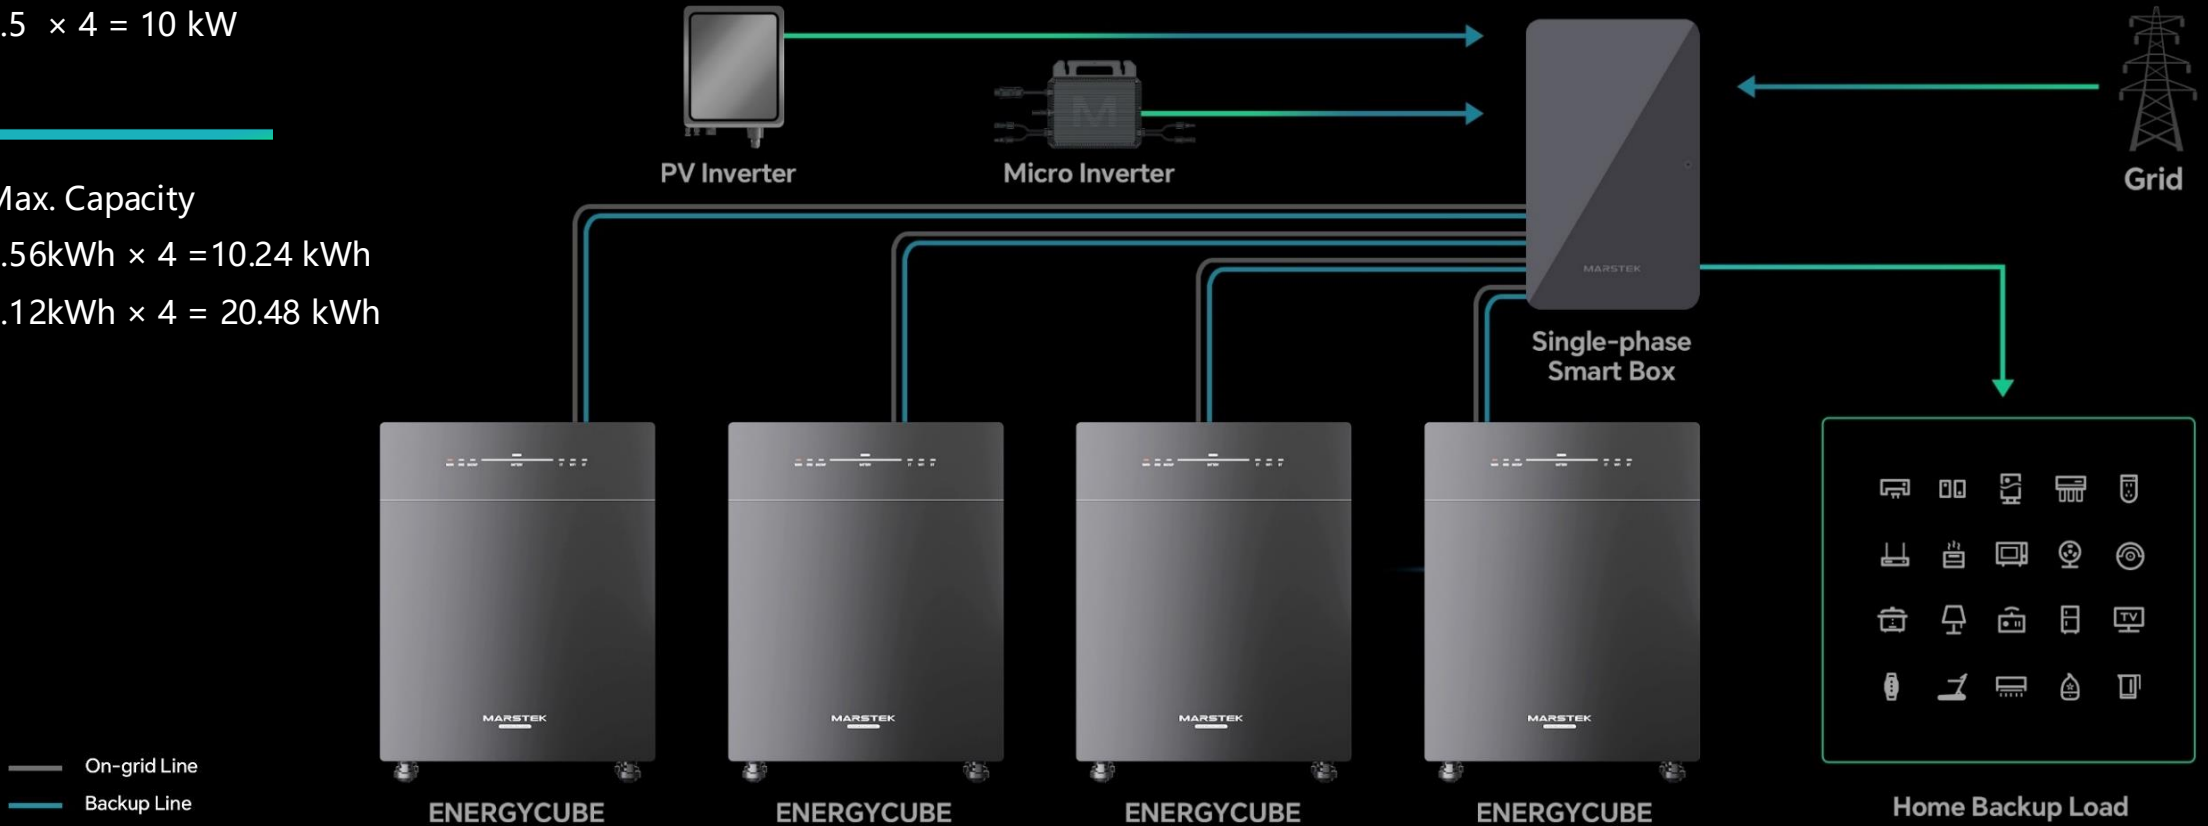 .5 × 4 = 10 kW
Max. Capacity
.56kWh × 4 =10.24 kWh
.12kWh × 4 = 20.48 kWh
PV Inverter
Micro Inverter
Grid
MARSTEK
Single-phase
Smart Box
TV
MARSTEK
MARSTEK
MARSTEK
MARSTEK
On-grid Line
Backup Line
ENERGYCUBE
ENERGYCUBE
ENERGYCUBE
ENERGYCUBE
Home Backup Load